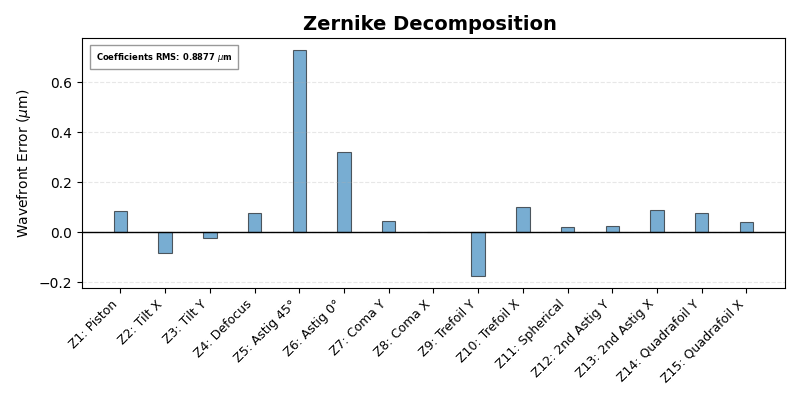 Zernike Decomposition
Coefficients RMS: 0.8877 μm
Wavefront Error (μm)
0.6
0.4
0.2
0.0
−0.2
Z1: Piston
Z2: Tilt X
Z3: Tilt Y
Z4: Defocus
Z5: Astig 45°
Z6: Astig 0°
Z7: Coma Y
Z8: Coma X
Z9: Trefoil Y
Z10: Trefoil X
Z11: Spherical
Z12: 2nd Astig Y
Z13: 2nd Astig X
Z14: Quadrafoil Y
Z15: Quadrafoil X